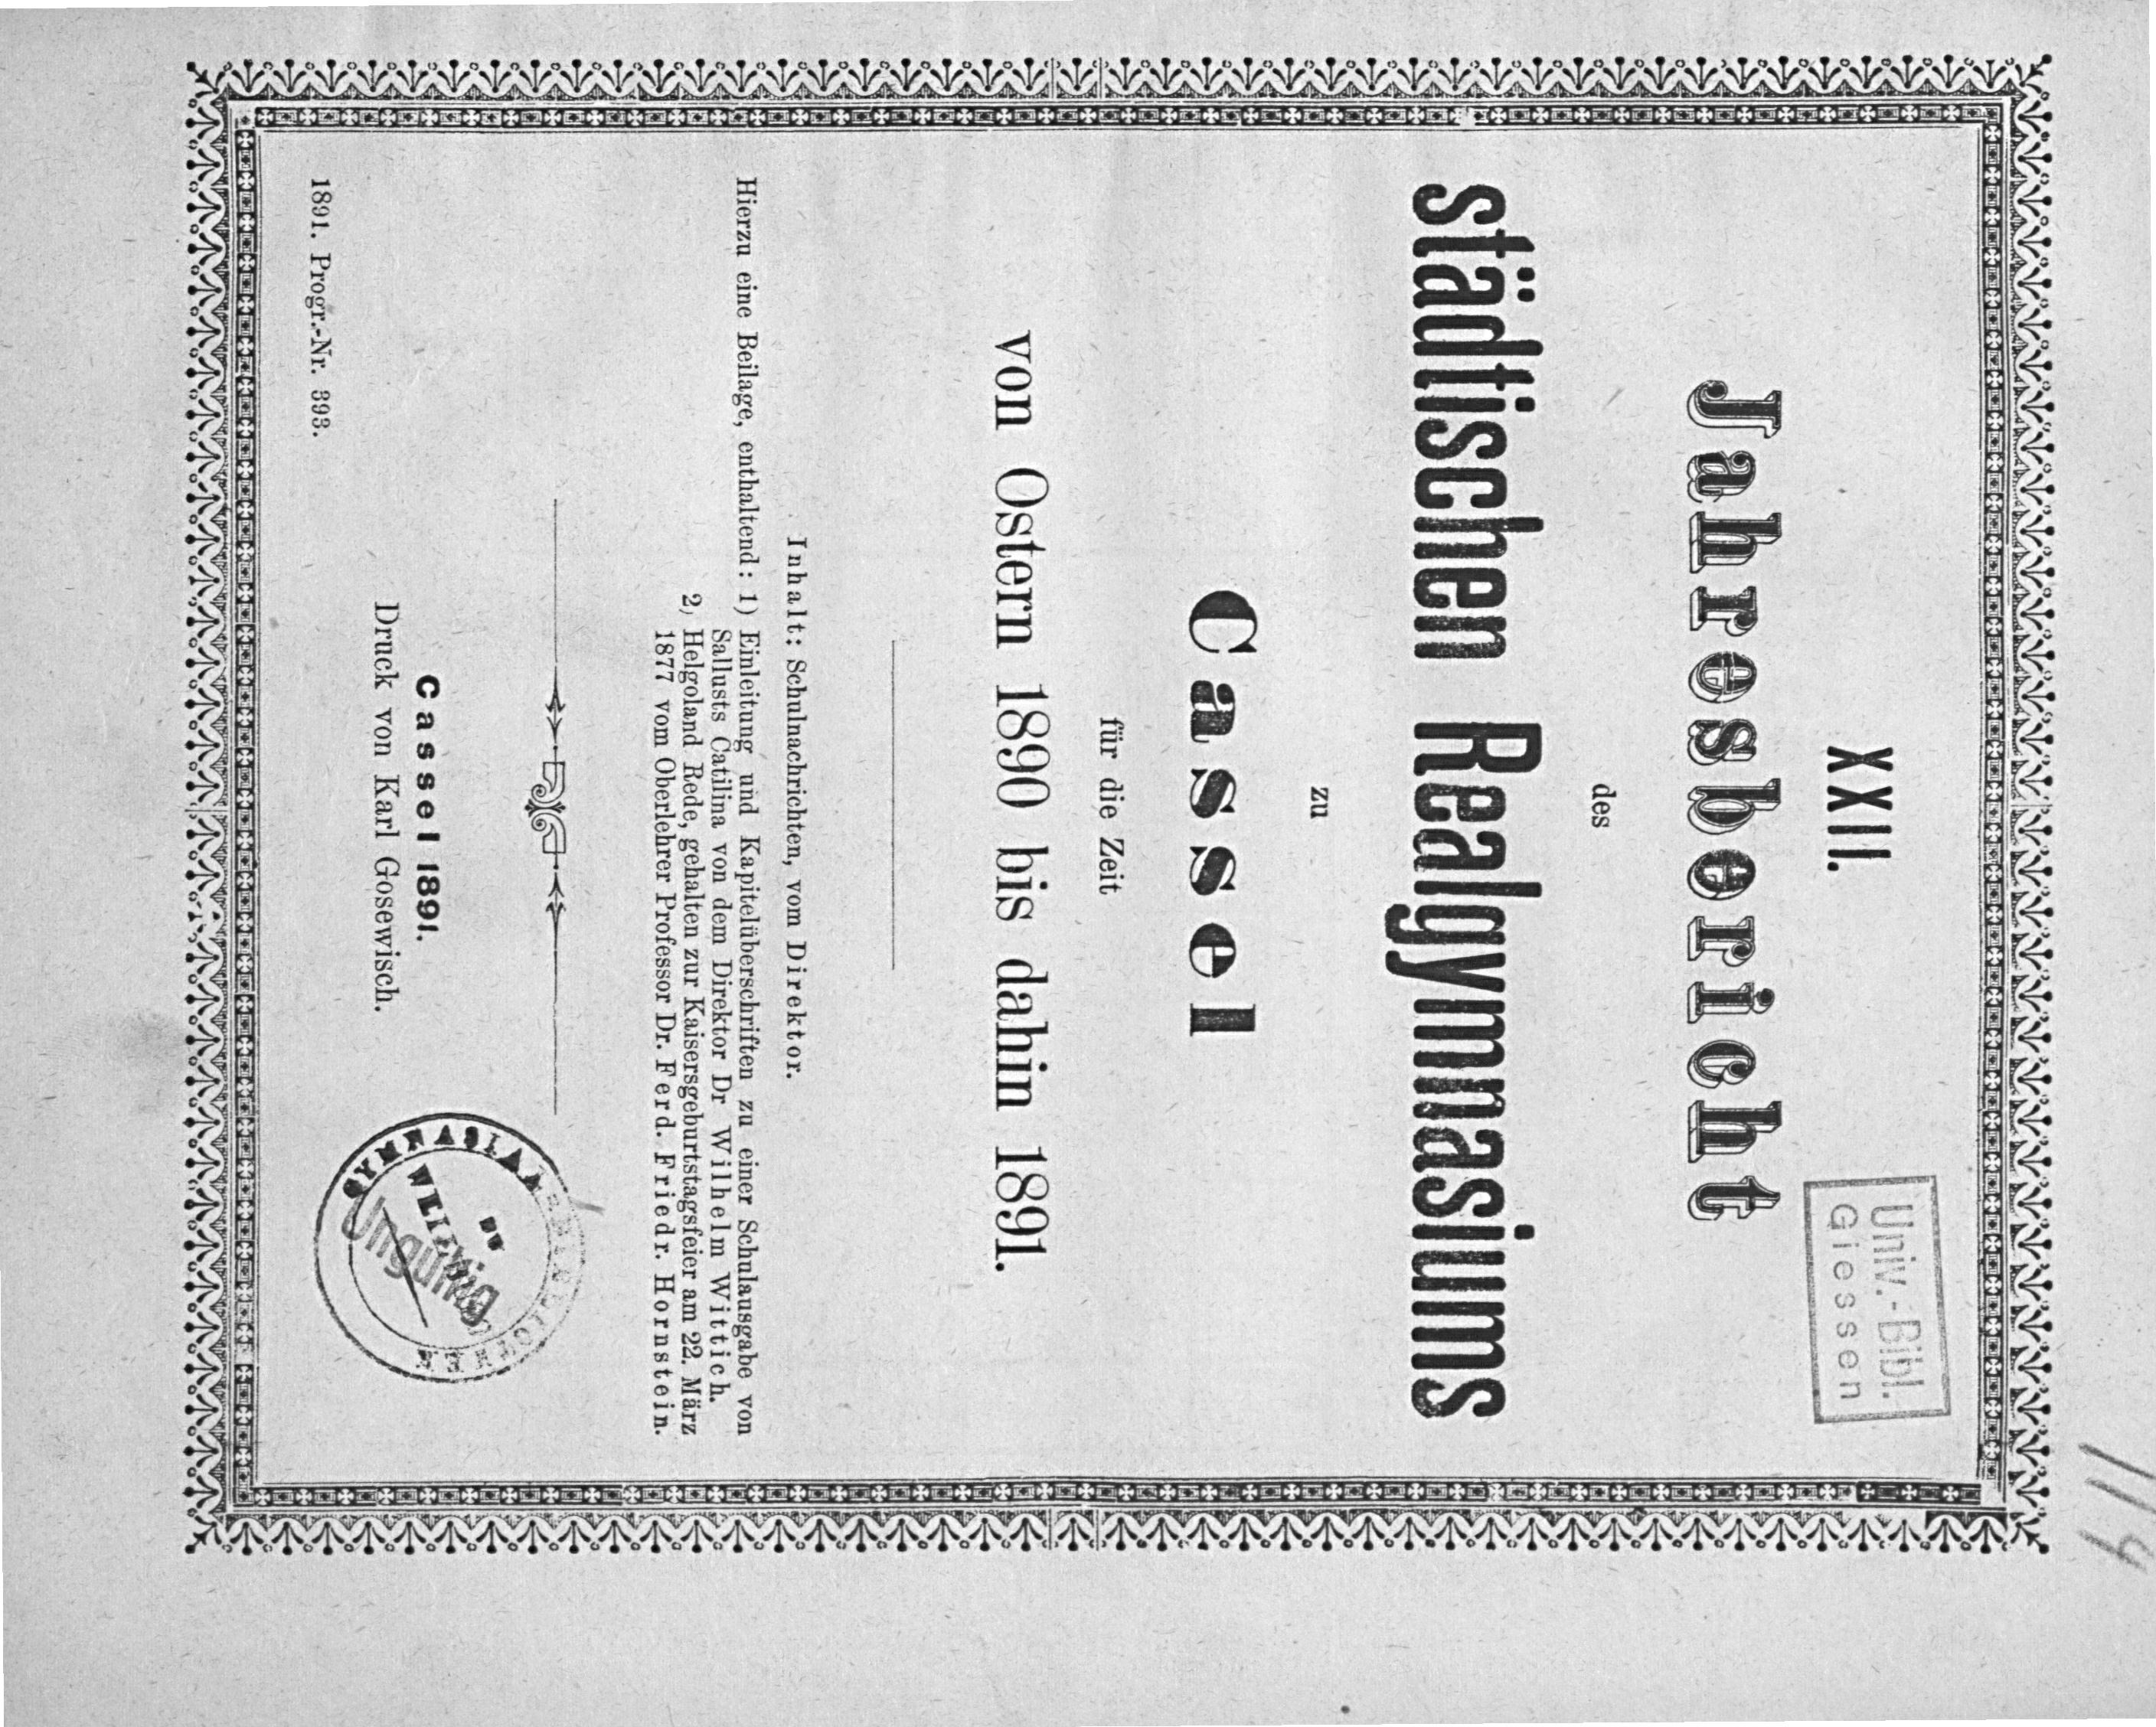 XXII.
Univ.-Bibl.
Giessen
Jahresbericht
des
städtischen Realgymnasiums
zu
Cassel
für die Zeit
von Ostern 1890 bis dahin 1891.
Inhalt: Schulnachrichten, vom Direktor.
Hierzu eine Beilage, enthaltend: 1) Einleitung und Kapitelüberschriften zu einer Schulausgabe von
Sallusts Catilina von dem Direktor Dr Wilhelm Wittich.
2) Helgoland Rede, gehalten zur Kaisersgeburtstagsfeier am 22. März
1877 vom Oberlehrer Professor Dr. Ferd. Friedr. Hornstein.
Cassel 1891.
Druck von Karl Gosewisch.
1891. Progr.-Nr. 393.
ZU
Ungültig